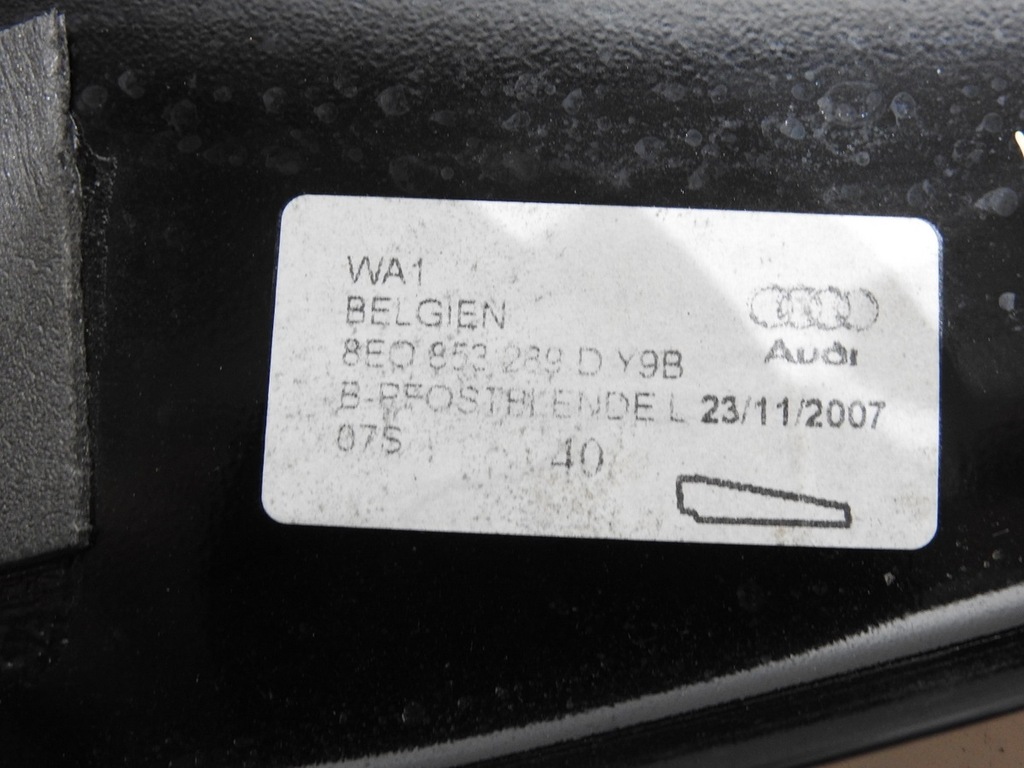 WA1
BELGIEN
Audi
8E0 853 289 D Y9B
B-PFOSTBLENDE L 23/11/2007
07S
40